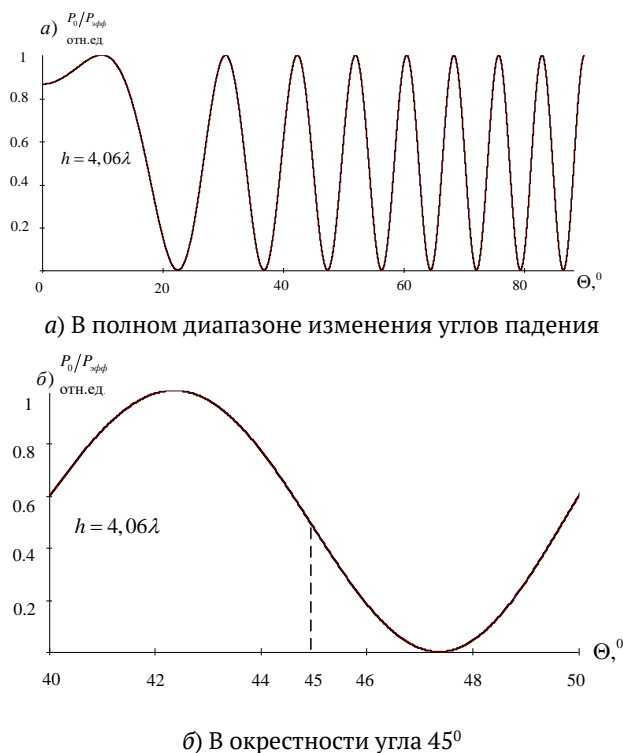 а) P₀/Pэфф
отн.ед.
1
0.8
0.6
0.4
0.2
h = 4,06λ
0 20 40 60 80 Θ,⁰
а) В полном диапазоне изменения углов падения
б) P₀/Pэфф
отн.ед.
1
0.8
0.6
0.4
0.2
h = 4,06λ
40 42 44 45 46 48 50 Θ,⁰
б) В окрестности угла 45⁰